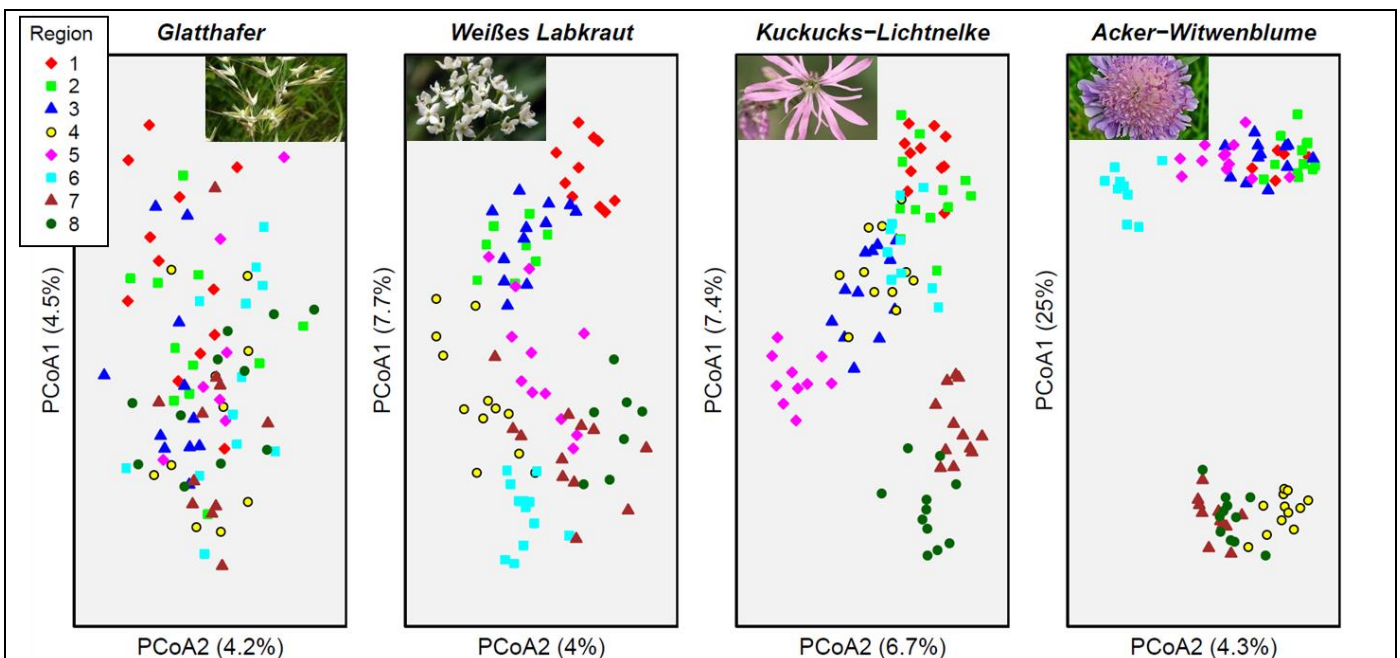 Region
1
2
3
4
5
6
7
8
Glatthafer
PCoA1 (4.5%)
PCoA2 (4.2%)
Weißes Labkraut
PCoA1 (7.7%)
PCoA2 (4%)
Kuckucks−Lichtnelke
PCoA1 (7.4%)
PCoA2 (6.7%)
Acker−Witwenblume
PCoA1 (25%)
PCoA2 (4.3%)